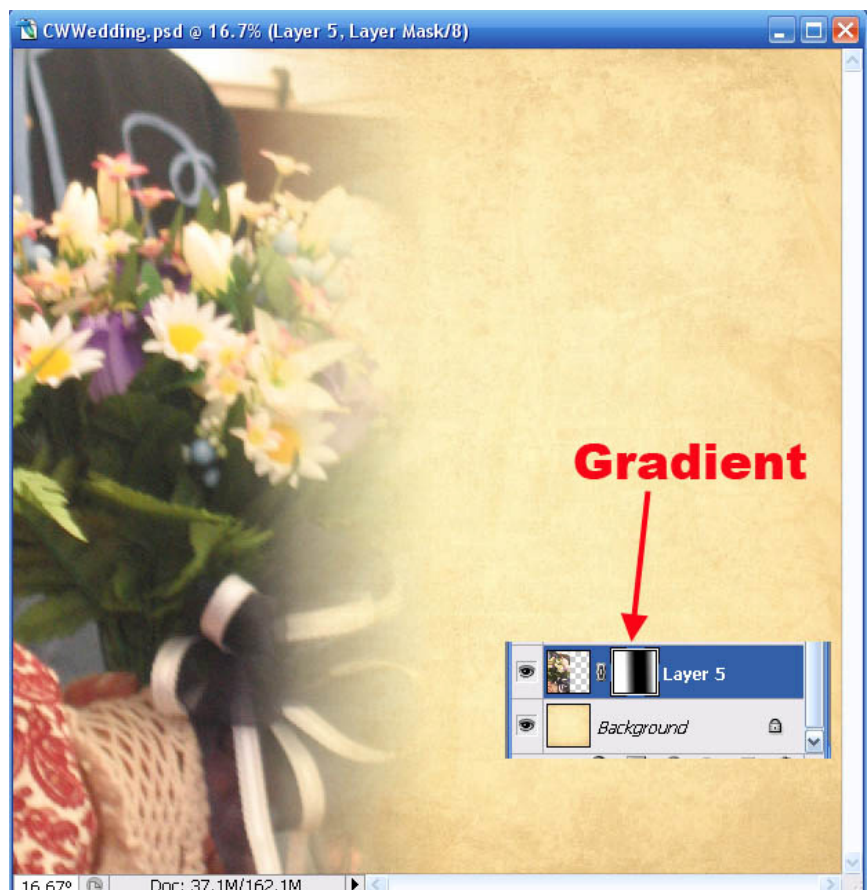 CWWedding.psd @ 16.7% (Layer 5, Layer Mask/8)
Gradient
Layer 5
Background
16.67% Doc: 37.1M/162.1M